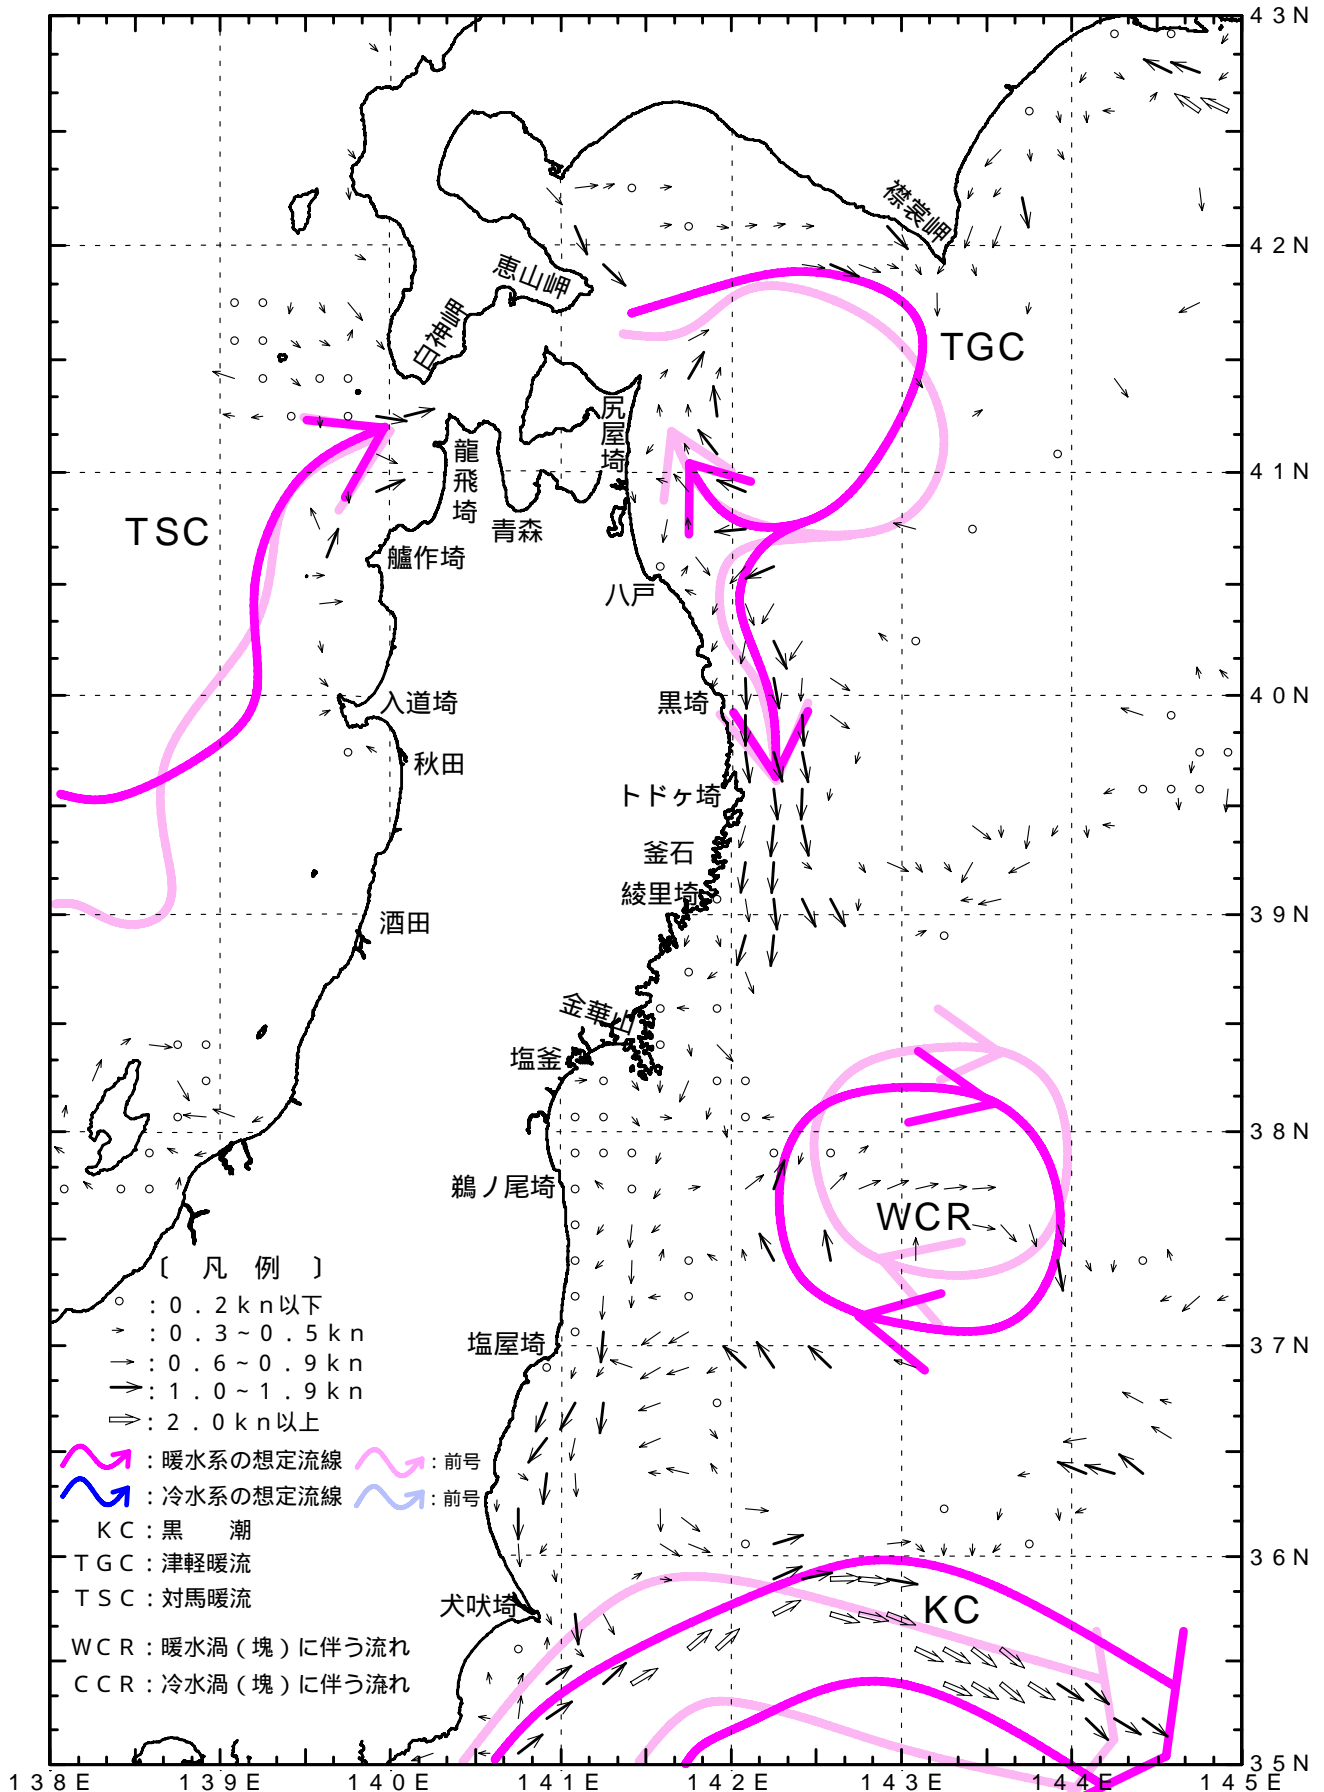 43N
襟裳岬
42N
恵山岬
白神岬
TGC
尻屋埼
龍飛埼
41N
TSC
青森
艫作埼
八戸
入道埼
黒埼
40N
秋田
トドヶ埼
釜石
綾里埼
酒田
39N
金華山
塩釜
38N
鵜ノ尾埼
WCR
〔 凡 例 〕
:0.2kn以下
:0.3~0.5kn
塩屋埼
37N
:0.6~0.9kn
:1.0~1.9kn
:2.0kn以上
:暖水系の想定流線 :前号
:冷水系の想定流線 :前号
KC:黒 潮
TGC:津軽暖流
36N
TSC:対馬暖流
犬吠埼
KC
WCR:暖水渦(塊)に伴う流れ
CCR:冷水渦(塊)に伴う流れ
35N
138E 139E 140E 141E 142E 143E 144E 145E